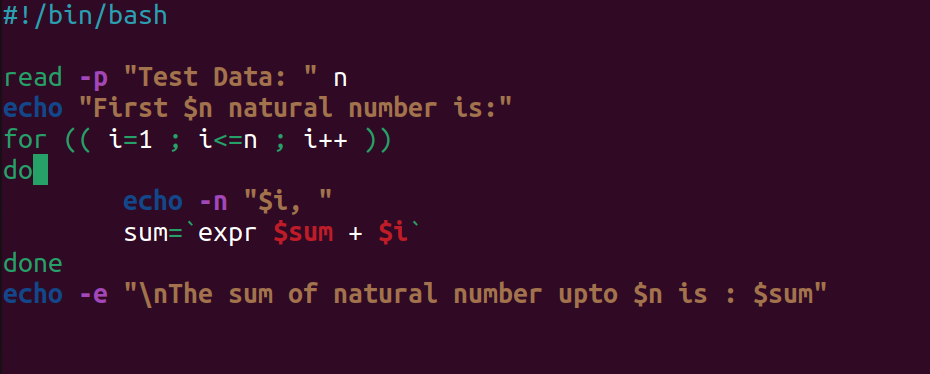 #!/bin/bash
read -p "Test Data: " n
echo "First $n natural number is:"
for (( i=1 ; i<=n ; i++ ))
do
        echo -n "$i, "
        sum=`expr $sum + $i`
done
echo -e "\nThe sum of natural number upto $n is : $sum"